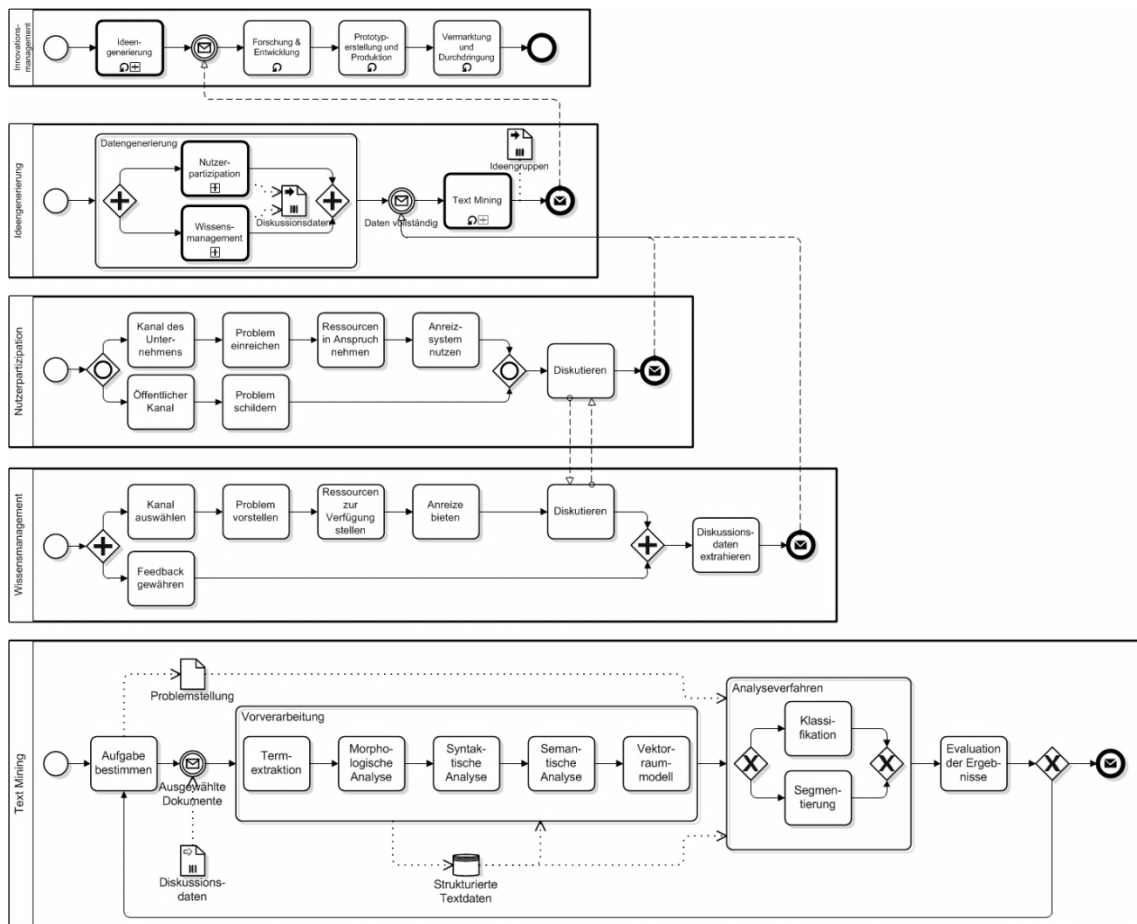 Innovations-
management
Ideen-
generierung
Forschung &
Entwicklung
Prototyp-
erstellung und
Produktion
Vermarktung
und
Durchdringung
Ideengenerierung
Datengenerierung
Nutzer-
partizipation
Wissens-
management
Diskussionsdaten
Daten vollständig
Text Mining
Ideengruppen
Nutzerpartizipation
Kanal des
Unter-
nehmens
Problem
einreichen
Ressourcen
in Anspruch
nehmen
Anreiz-
system
nutzen
Öffentlicher
Kanal
Problem
schildern
Diskutieren
Wissensmanagement
Kanal
auswählen
Problem
vorstellen
Ressourcen
zur
Verfügung
stellen
Anreize
bieten
Diskutieren
Feedback
gewähren
Diskussions-
daten
extrahieren
Text Mining
Problemstellung
Aufgabe
bestimmen
Ausgewählte
Dokumente
Diskussions-
daten
Vorverarbeitung
Term-
extraktion
Morpho-
logische
Analyse
Syntak-
tische
Analyse
Seman-
tische
Analyse
Vektor-
raum-
modell
Strukturierte
Textdaten
Analyseverfahren
Klassi-
fikation
Segmen-
tierung
Evaluation
der Ergeb-
nisse